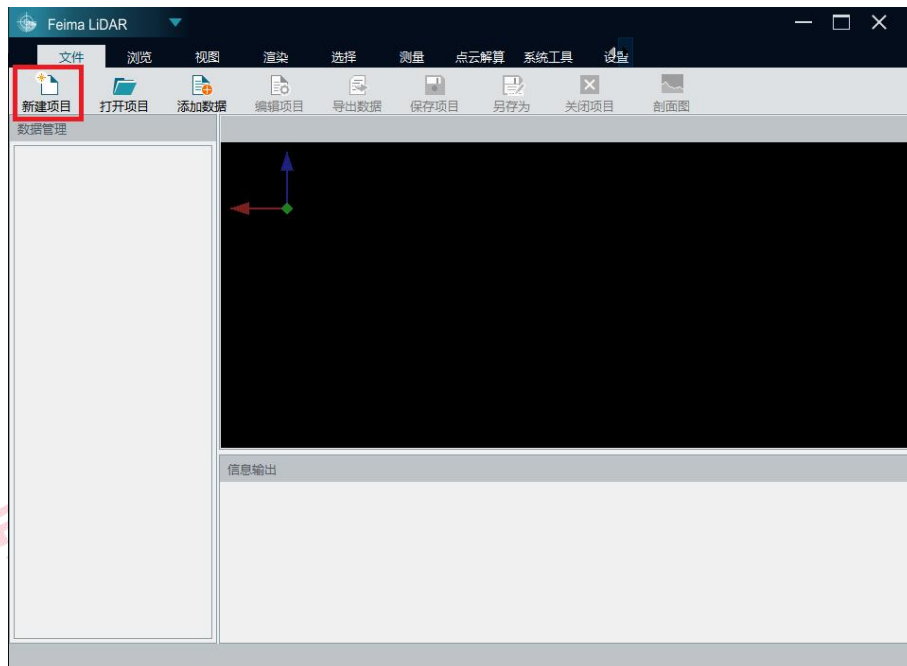 Feima LiDAR
文件 浏览 视图 渲染 选择 测量 点云解算 系统工具 设置
新建项目 打开项目 添加数据 编辑项目 导出数据 保存项目 另存为 关闭项目 剖面图
数据管理
信息输出